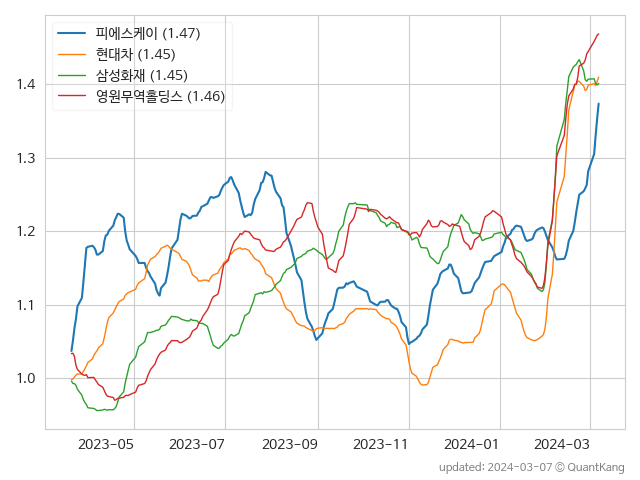 피에스케이 (1.47)
현대차 (1.45)
삼성화재 (1.45)
영원무역홀딩스 (1.46)
1.4
1.3
1.2
1.1
1.0
2023-05 2023-07 2023-09 2023-11 2024-01 2024-03
updated: 2024-03-07 © QuantKang